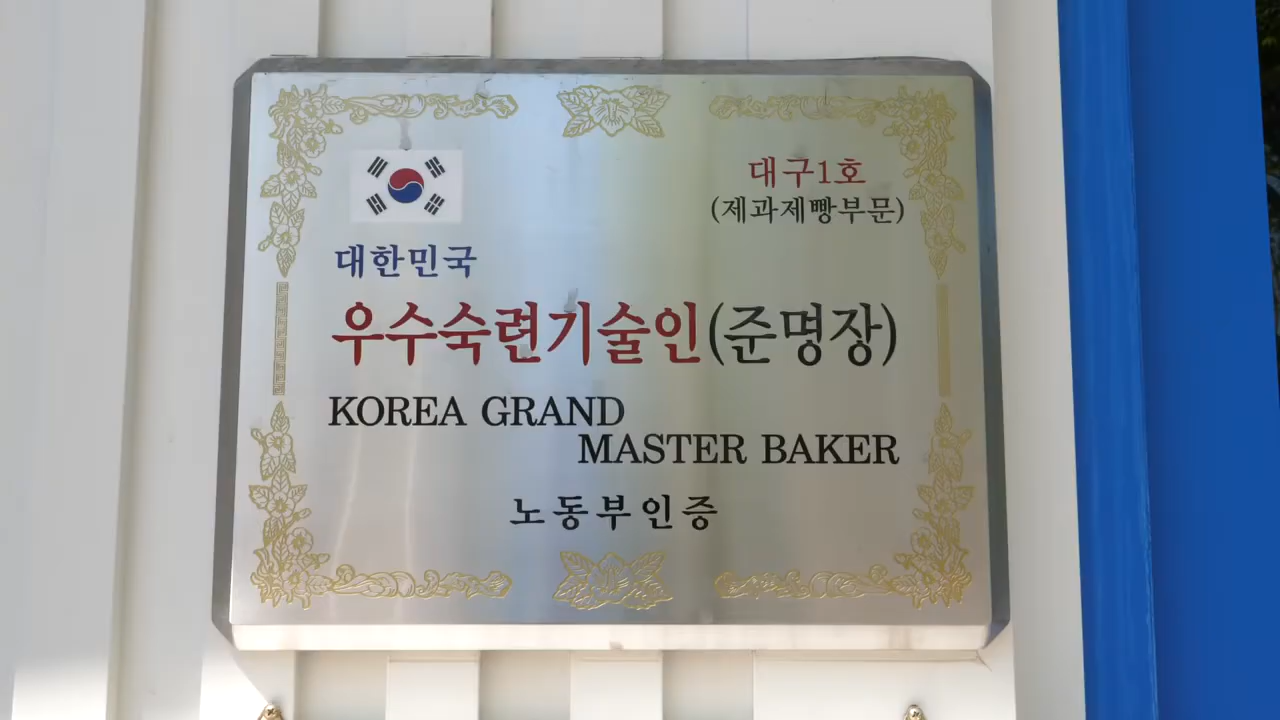 대구1호
(제과제빵부문)
대한민국
우수숙련기술인(준명장)
KOREA GRAND
MASTER BAKER
노동부인증